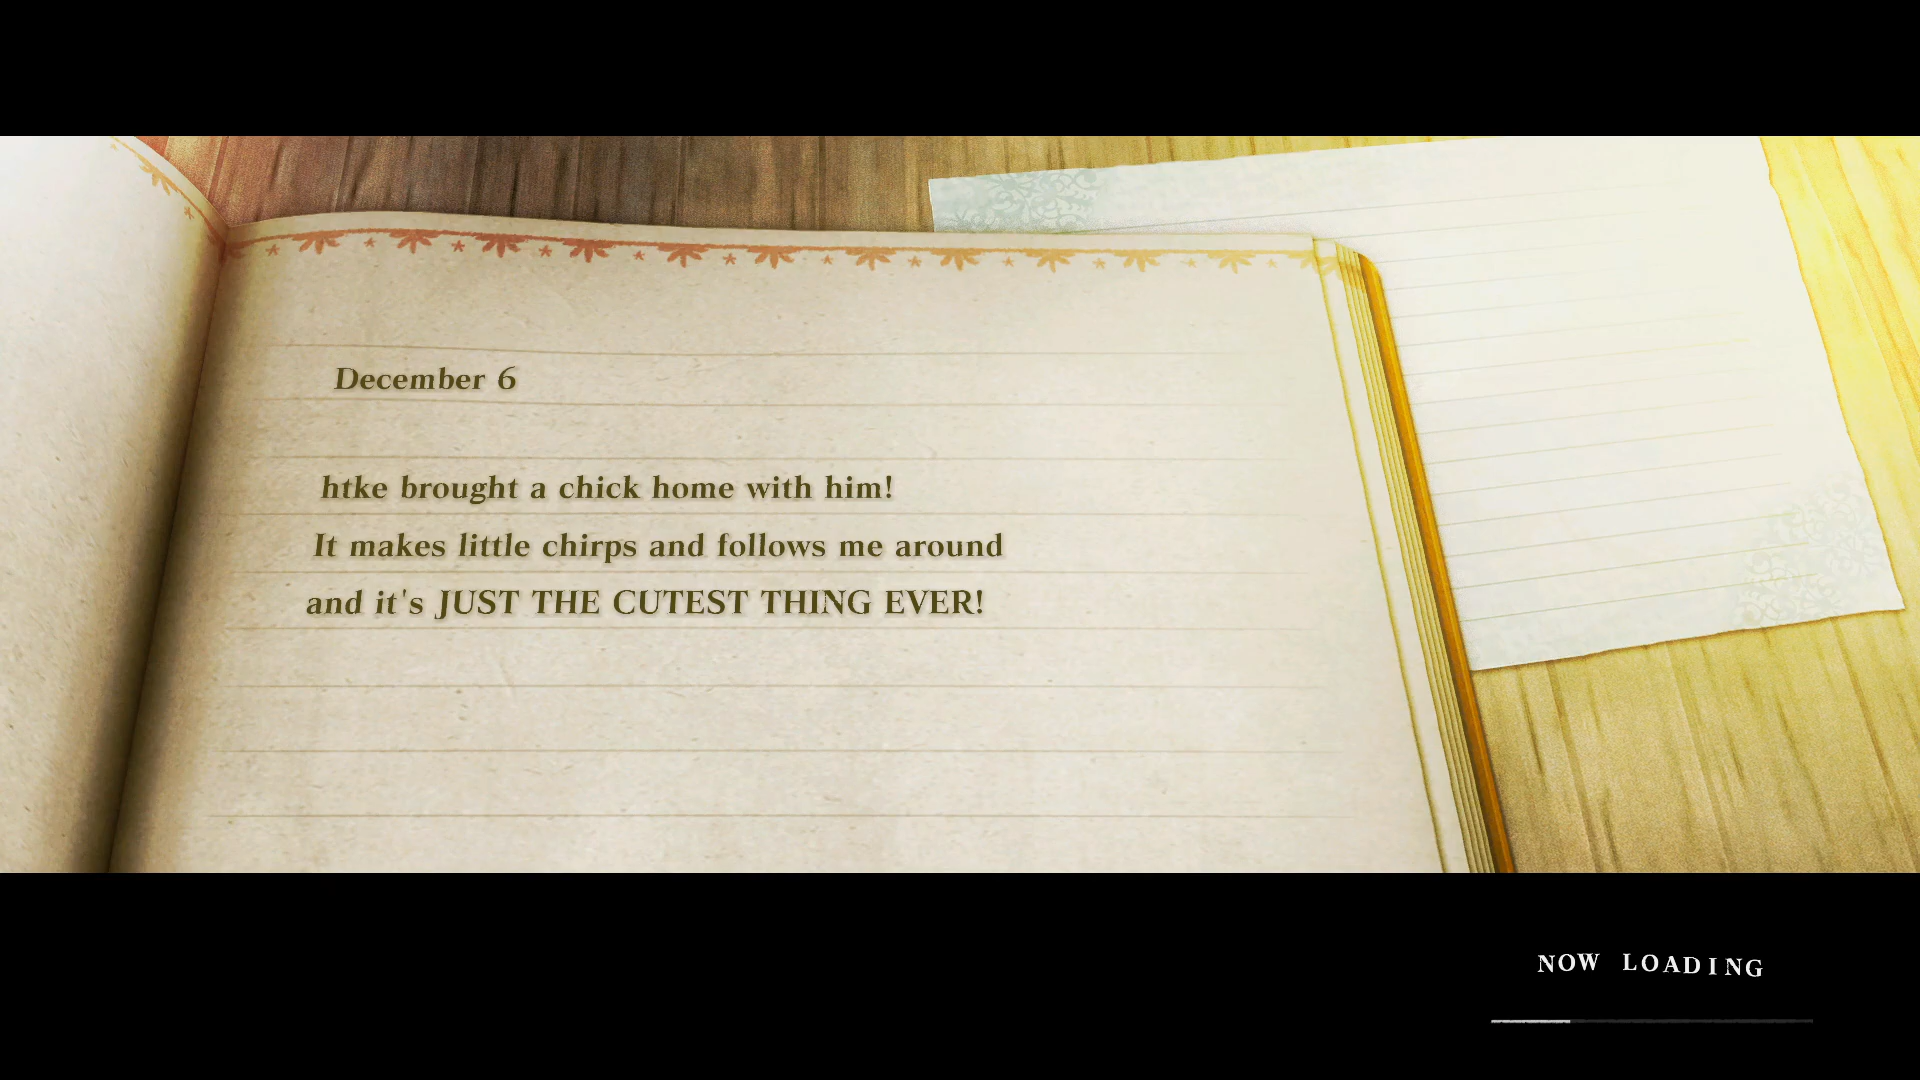 December 6
htke brought a chick home with him!
It makes little chirps and follows me around
and it's JUST THE CUTEST THING EVER!
NOW LOADING